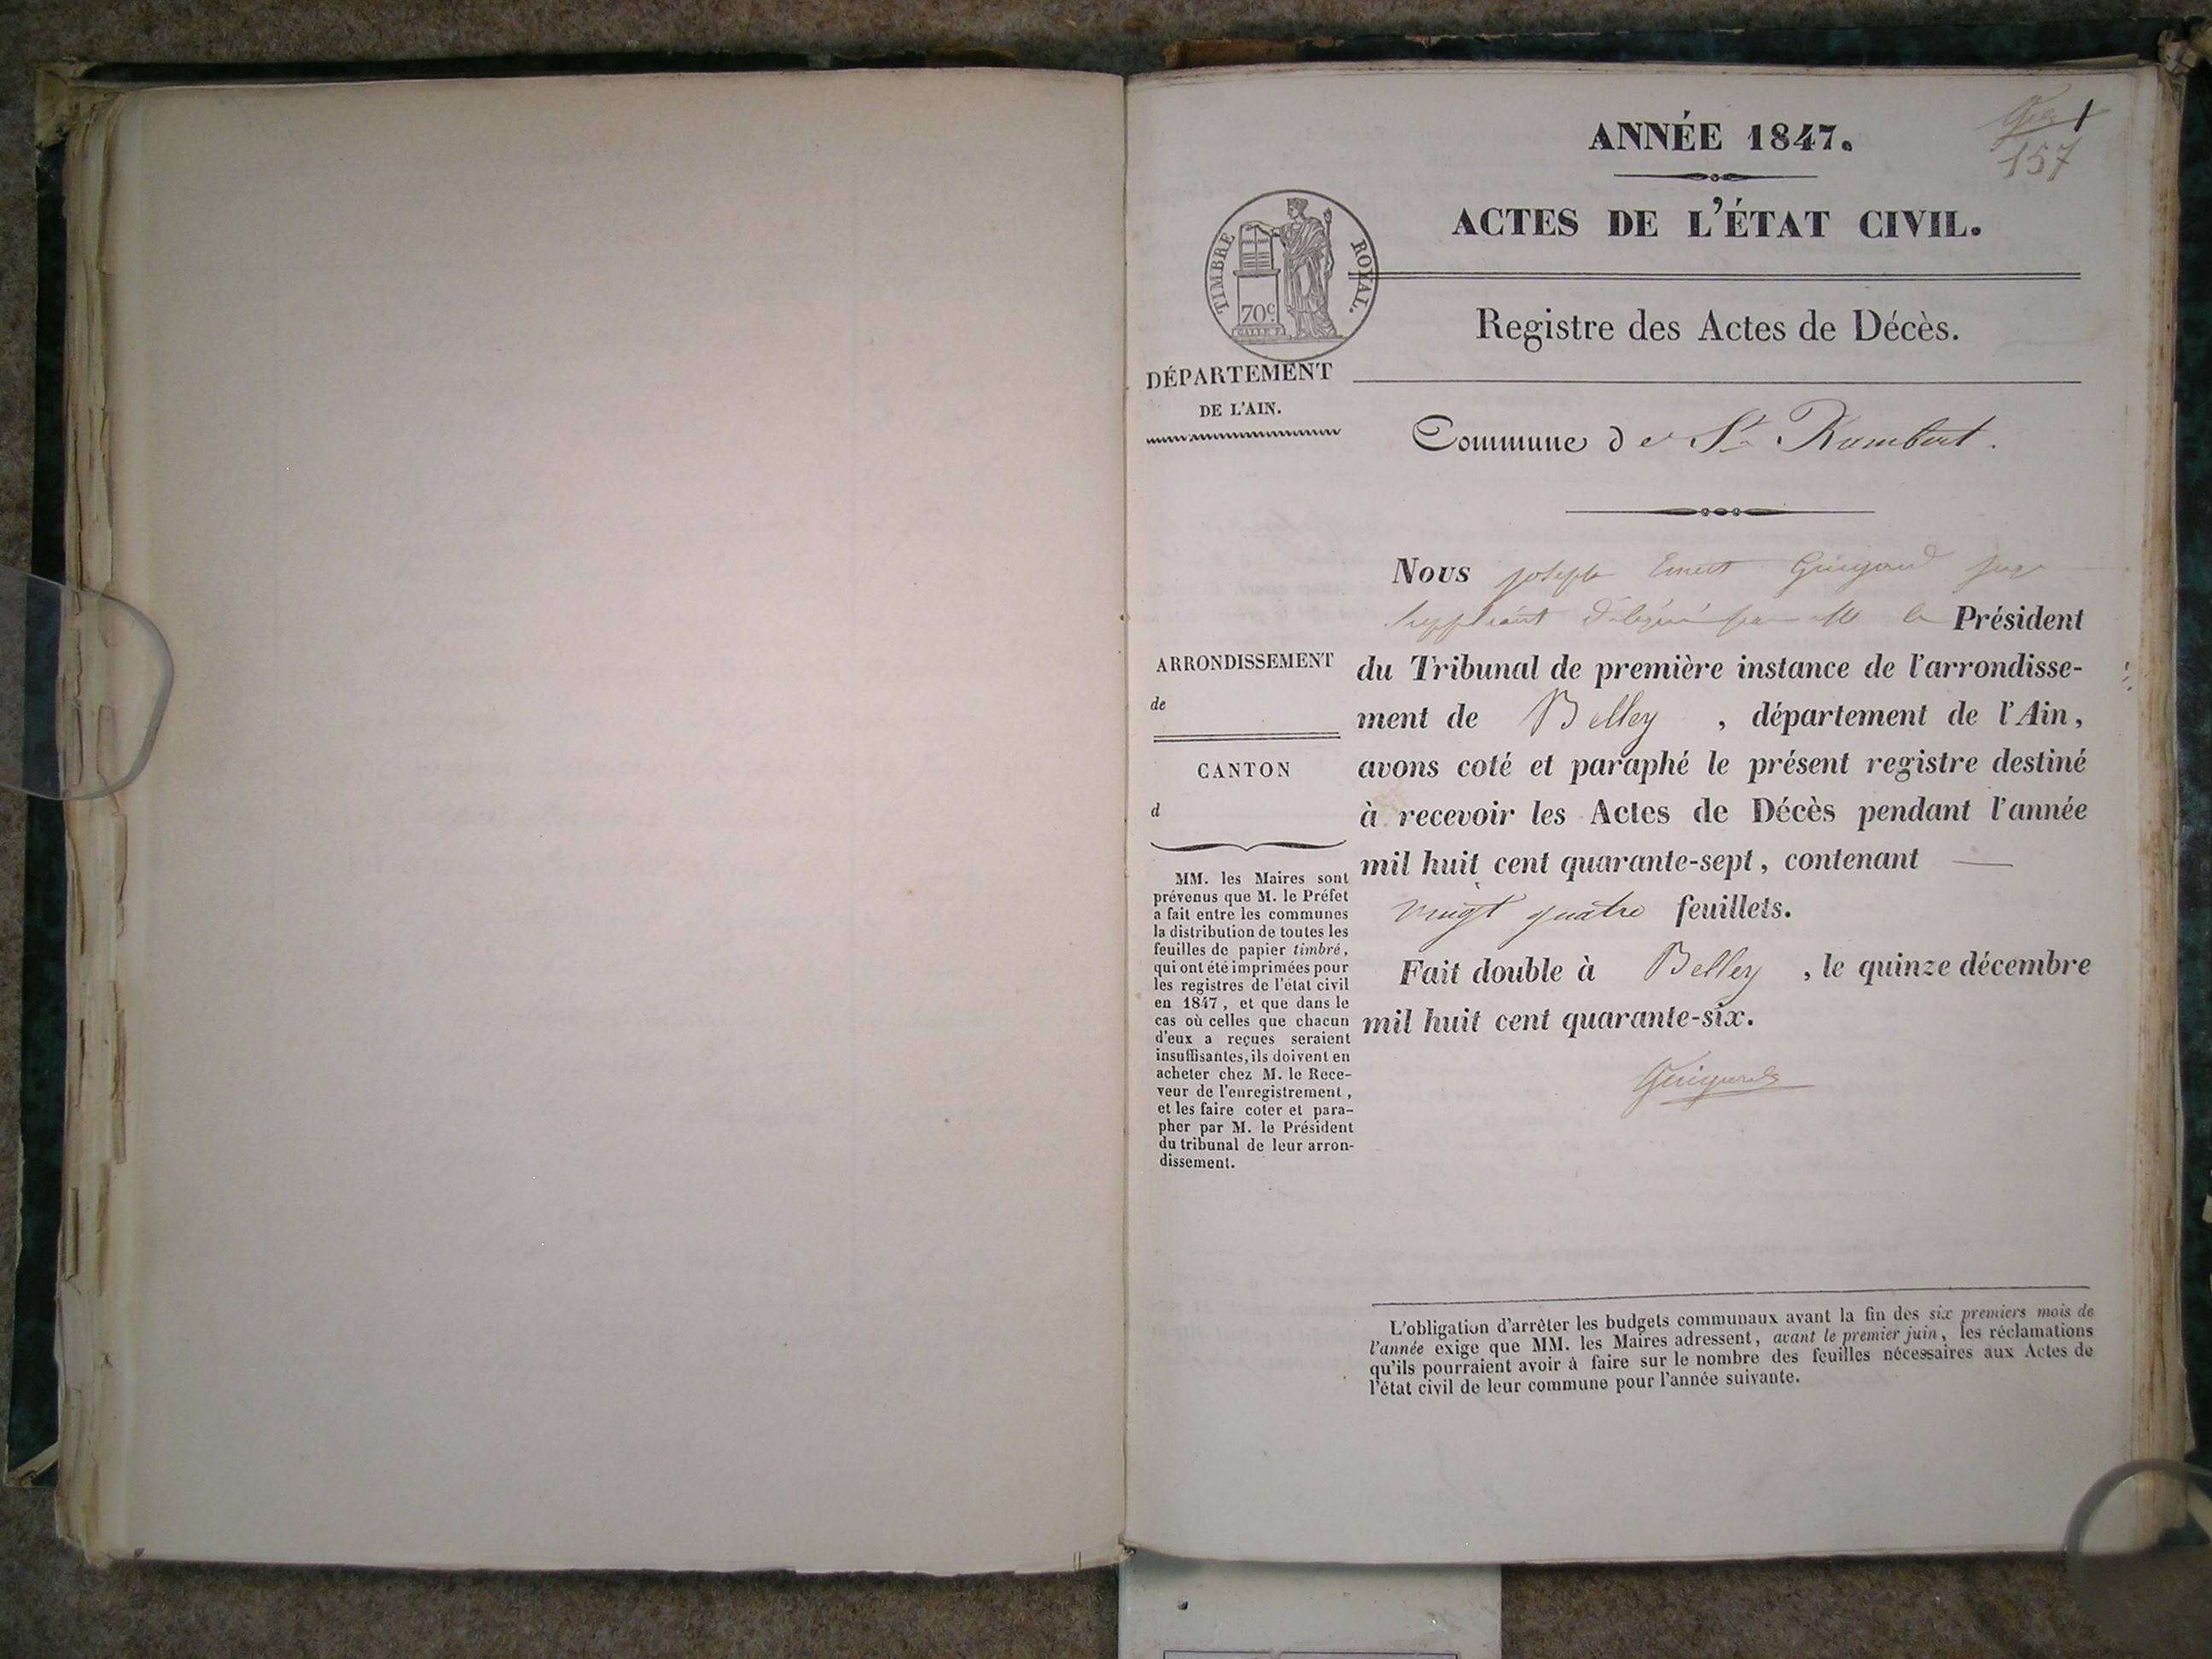 ANNÉE 1847.
1
157
ACTES DE L'ÉTAT CIVIL.
TIMBRE ROYAL.
70 c.
Registre des Actes de Décès.
DÉPARTEMENT
DE L'AIN.
Commune de St Rambert.
Nous joseph Ernest Guigard juge
suppléant délégué par M le Président
du Tribunal de première instance de l'arrondisse-
ment de Belley , département de l'Ain,
avons coté et paraphé le présent registre destiné
à recevoir les Actes de Décès pendant l'année
mil huit cent quarante-sept, contenant —
vingt quatre feuillets.
Fait double à Belley , le quinze décembre
mil huit cent quarante-six.
Guigard
ARRONDISSEMENT
de
CANTON
d
MM. les Maires sont
prévenus que M. le Préfet
a fait entre les communes
la distribution de toutes les
feuilles de papier timbré,
qui ont été imprimées pour
les registres de l'état civil
en 1847, et que dans le
cas où celles que chacun
d'eux a reçues seraient
insuffisantes, ils doivent en
acheter chez M. le Rece-
veur de l'enregistrement,
et les faire coter et para-
pher par M. le Président
du tribunal de leur arron-
dissement.
L'obligation d'arrêter les budgets communaux avant la fin des six premiers mois de
l'année exige que MM. les Maires adressent, avant le premier juin, les réclamations
qu'ils pourraient avoir à faire sur le nombre des feuilles nécessaires aux Actes de
l'état civil de leur commune pour l'année suivante.